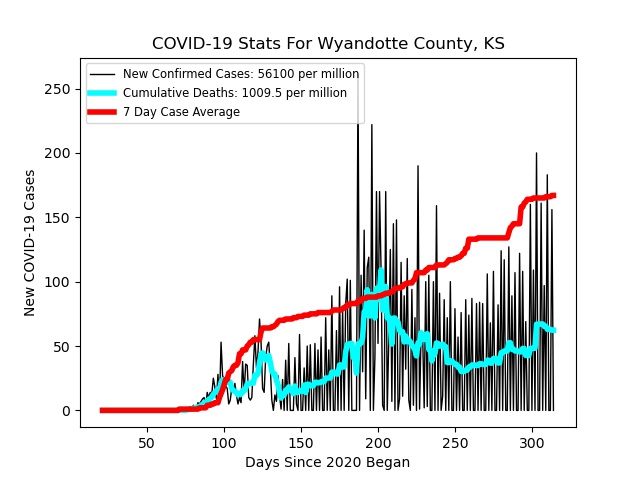 COVID-19 Stats For Wyandotte County, KS
New Confirmed Cases: 56100 per million
Cumulative Deaths: 1009.5 per million
7 Day Case Average
New COVID-19 Cases
250
200
150
100
50
0
50 100 150 200 250 300
Days Since 2020 Began